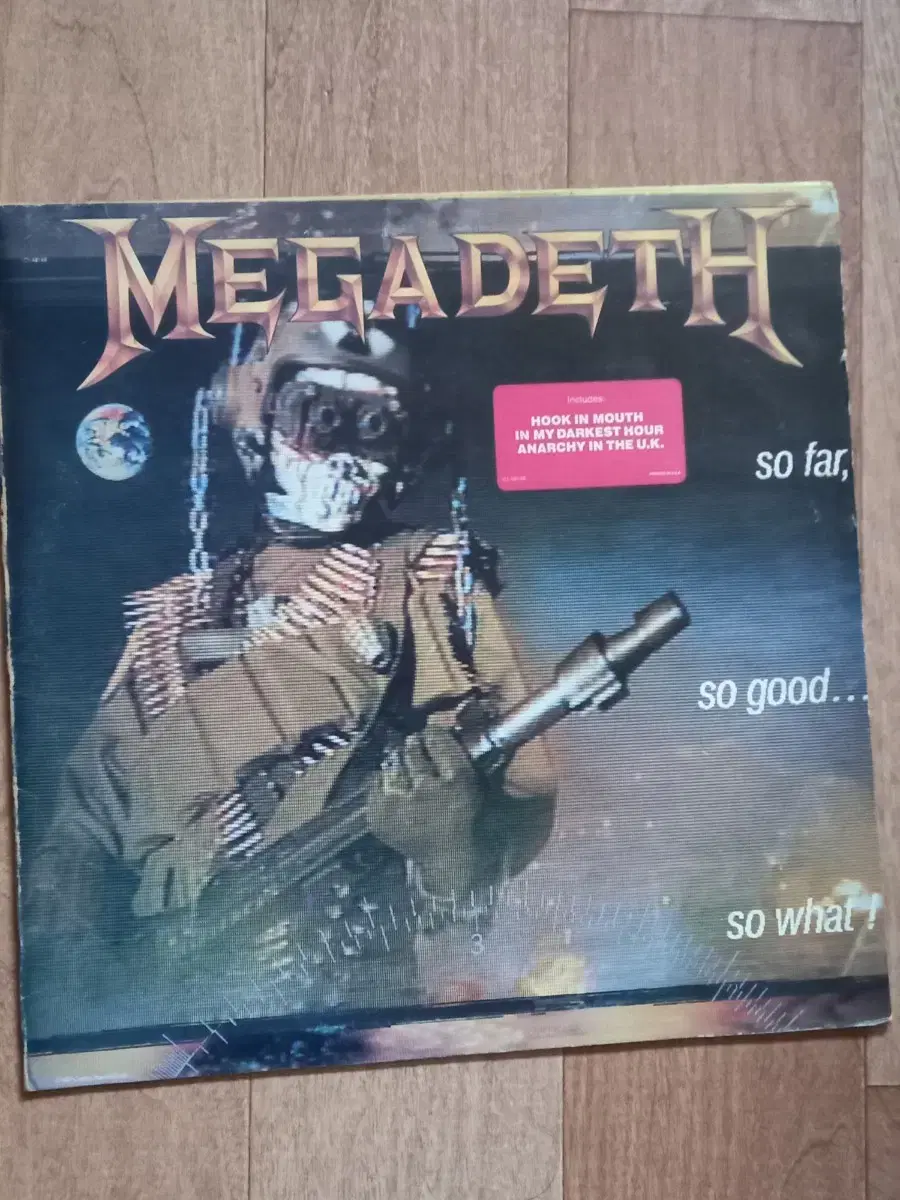 MEGADETH
Includes:
HOOK IN MOUTH
IN MY DARKEST HOUR
ANARCHY IN THE U.K.
so far,
so good...
so what!
3